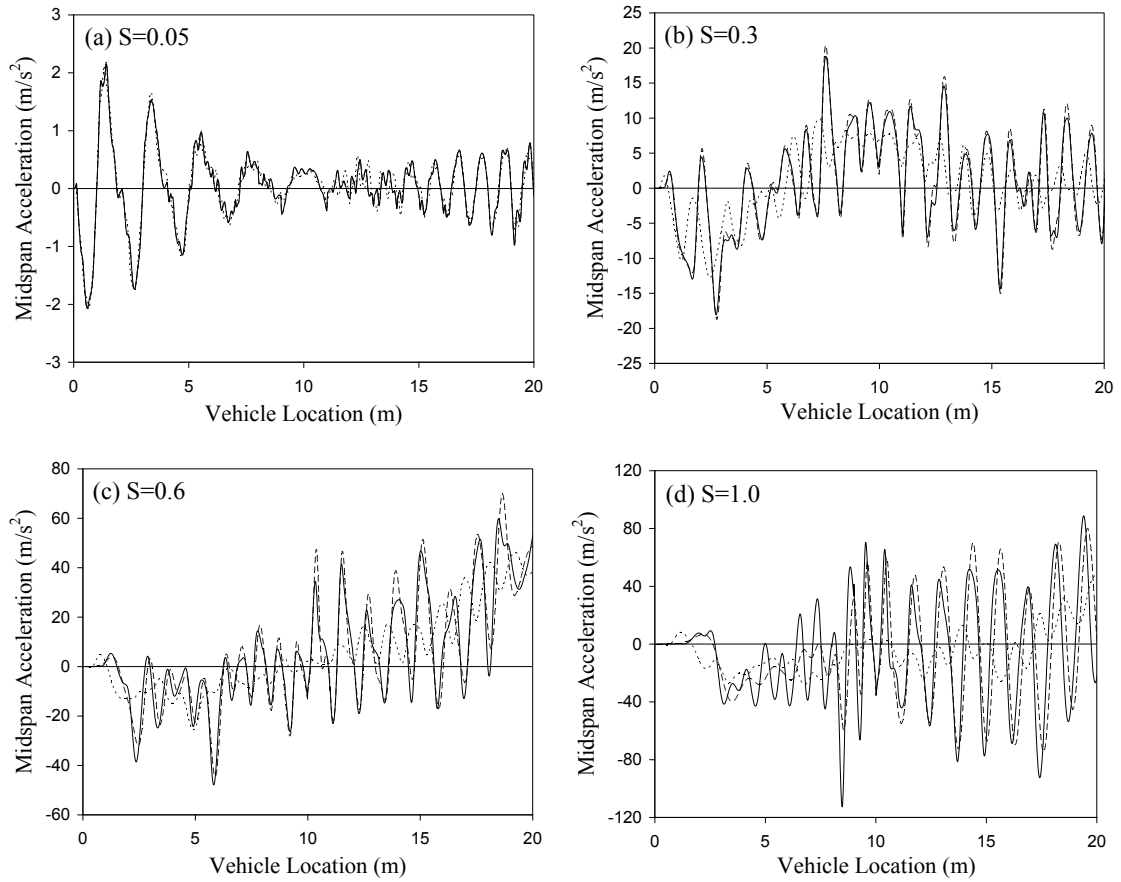 (a) S=0.05
Midspan Acceleration (m/s²)
3
2
1
0
-1
-2
-3
0 5 10 15 20
Vehicle Location (m)
(b) S=0.3
Midspan Acceleration (m/s²)
25
20
15
10
5
0
-5
-10
-15
-20
-25
0 5 10 15 20
Vehicle Location (m)
(c) S=0.6
Midspan Acceleration (m/s²)
80
60
40
20
0
-20
-40
-60
0 5 10 15 20
Vehicle Location (m)
(d) S=1.0
Midspan Acceleration (m/s²)
120
80
40
0
-40
-80
-120
0 5 10 15 20
Vehicle Location (m)